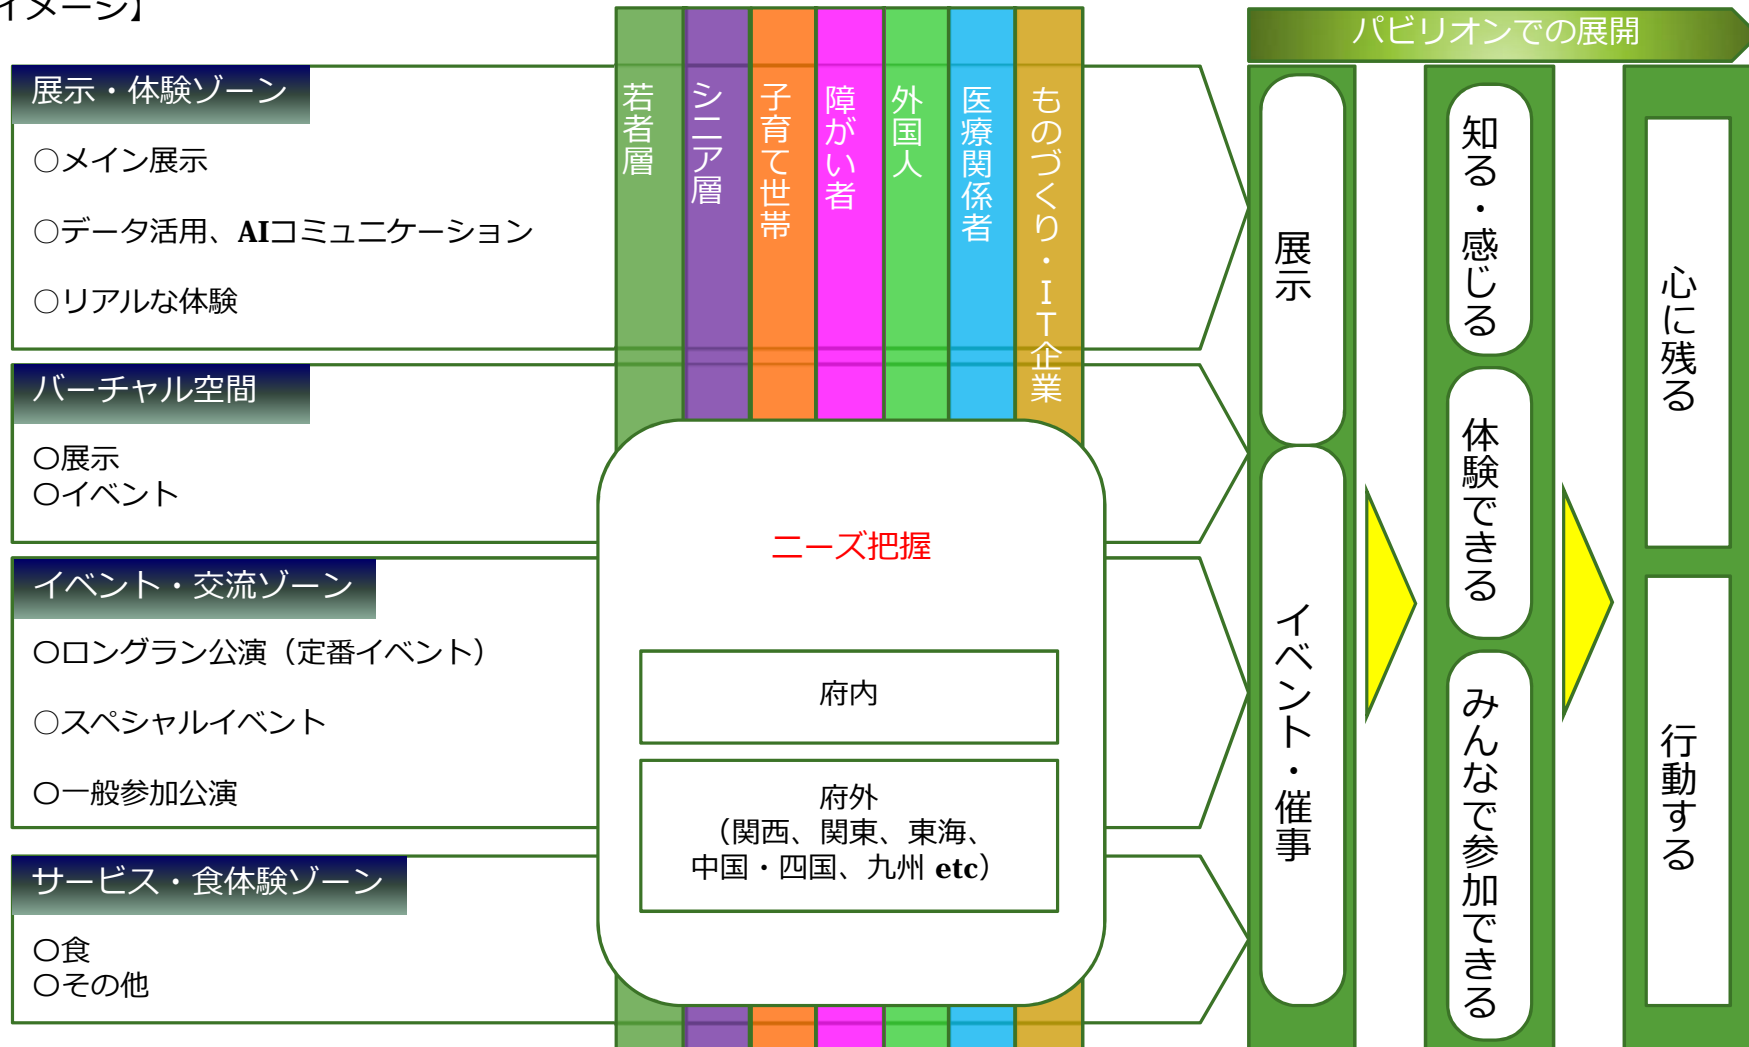 イメージ】
展示・体験ゾーン
○メイン展示
○データ活用、AIコミュニケーション
○リアルな体験
バーチャル空間
○展示
○イベント
イベント・交流ゾーン
○ロングラン公演（定番イベント）
○スペシャルイベント
○一般参加公演
サービス・食体験ゾーン
○食
○その他
若者層
シニア層
子育て世帯
障がい者
外国人
医療関係者
ものづくり・IT企業
ニーズ把握
府内
府外
（関西、関東、東海、
中国・四国、九州 etc）
パビリオンでの展開
展示
イベント・催事
知る・感じる
体験できる
みんなで参加できる
心に残る
行動する